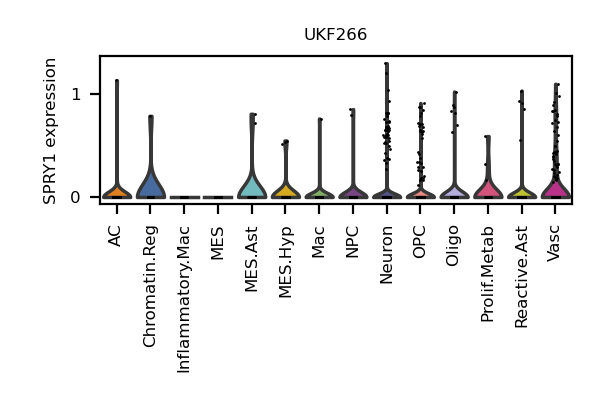 UKF266
SPRY1 expression
1
0
AC
Chromatin.Reg
Inflammatory.Mac
MES
MES.Ast
MES.Hyp
Mac
NPC
Neuron
OPC
Oligo
Prolif.Metab
Reactive.Ast
Vasc